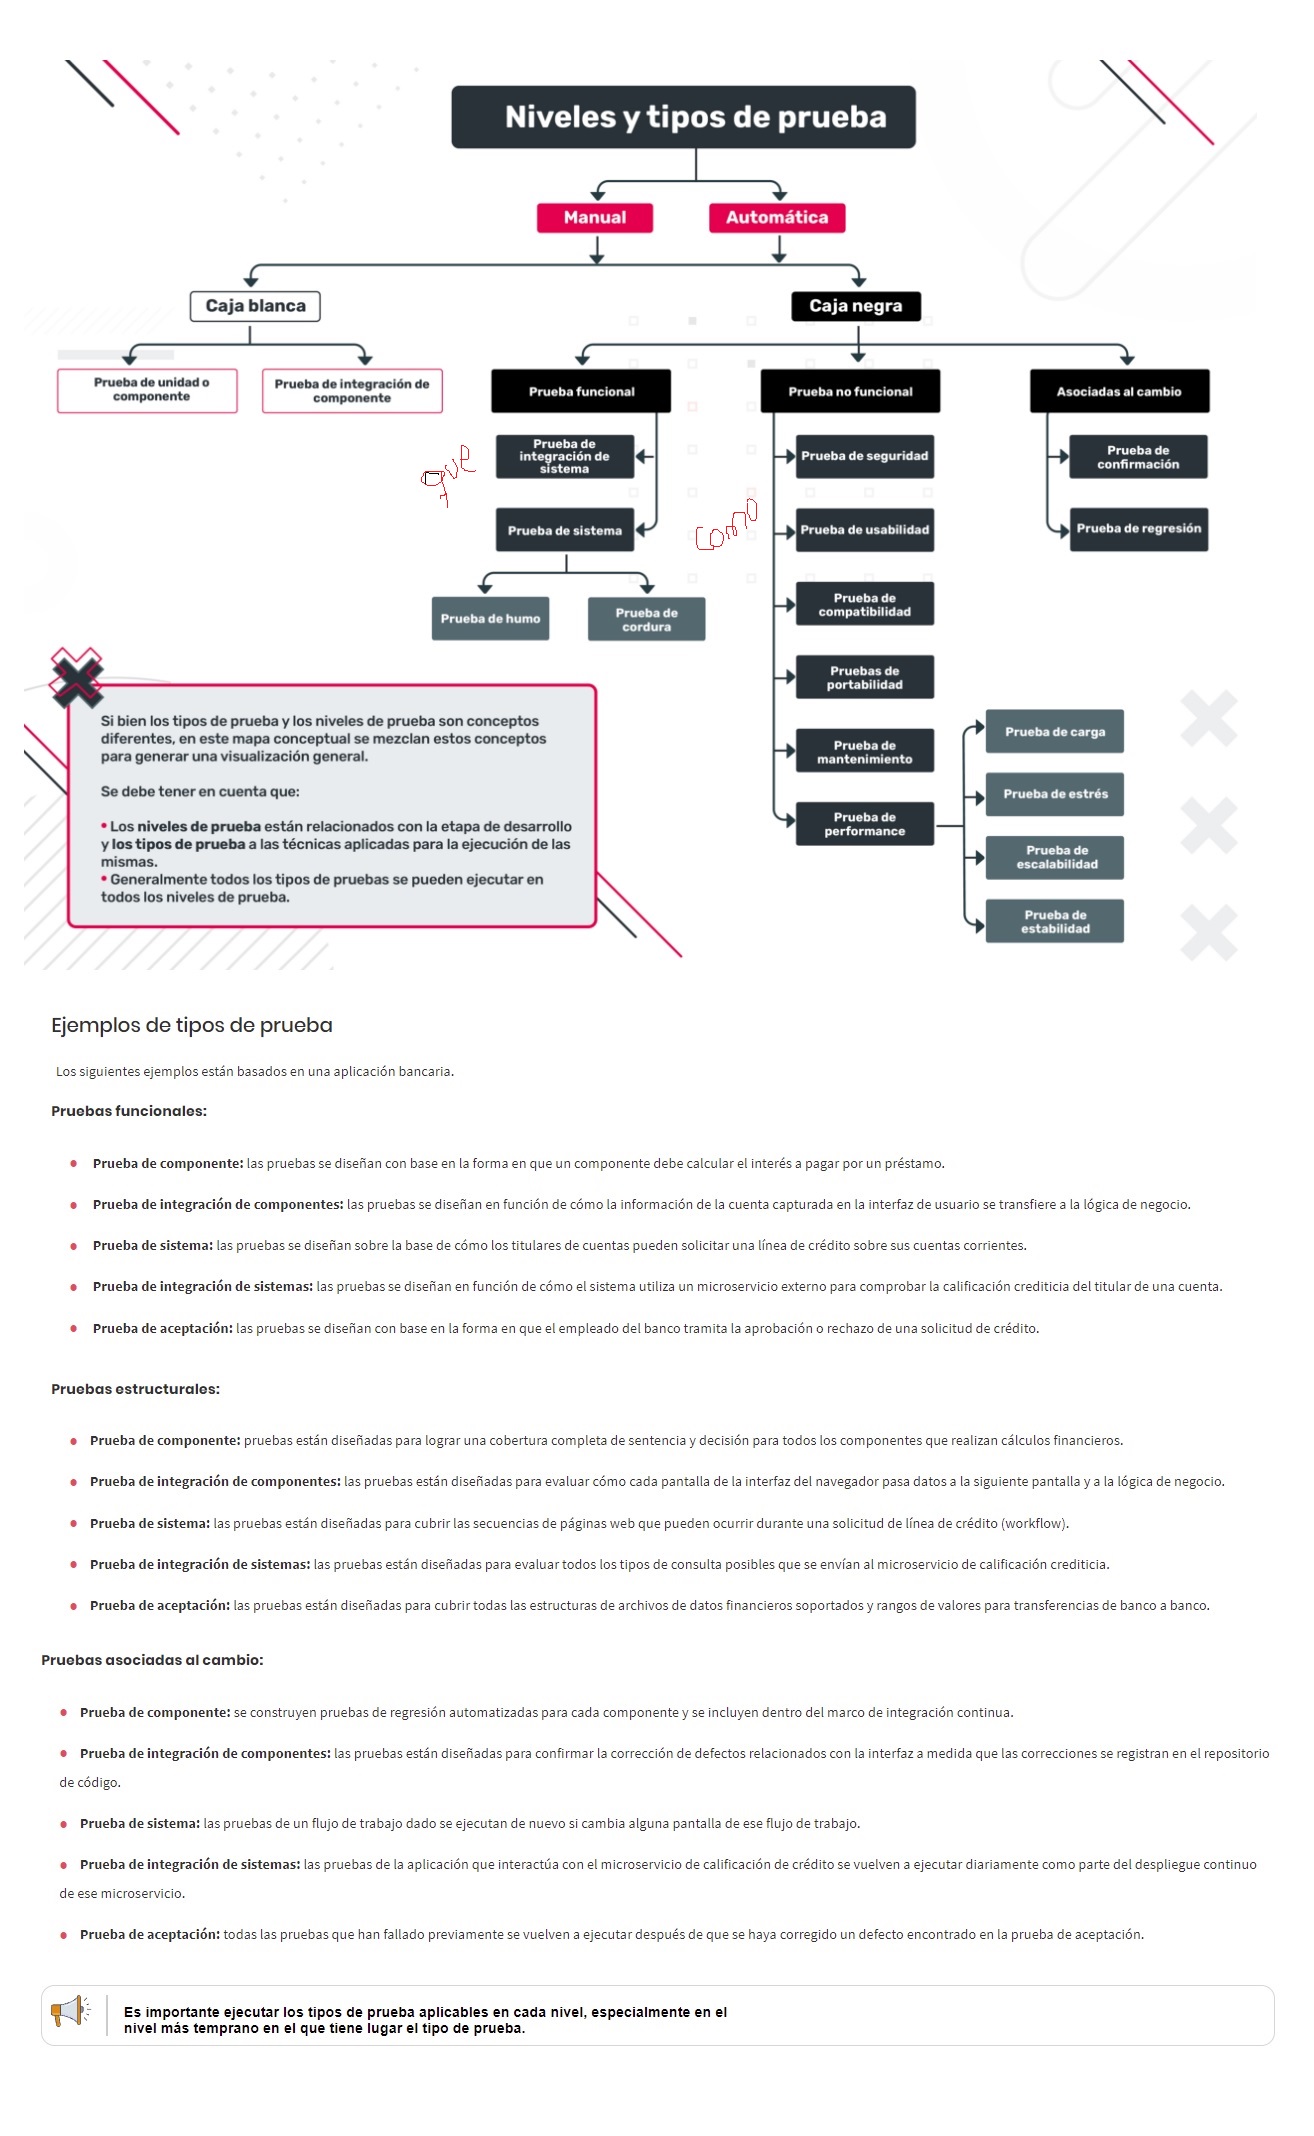 Niveles y tipos de prueba
Manual
Automática
Caja blanca
Caja negra
Prueba de unidad o
componente
Prueba de integración de
componente
Prueba funcional
Prueba no funcional
Asociadas al cambio
que
Prueba de
integración de
sistema
Prueba de sistema
Prueba de humo
Prueba de
cordura
como
Prueba de seguridad
Prueba de usabilidad
Prueba de
compatibilidad
Pruebas de
portabilidad
Prueba de
mantenimiento
Prueba de
performance
Prueba de carga
Prueba de estrés
Prueba de
escalabilidad
Prueba de
estabilidad
Prueba de
confirmación
Prueba de regresión
Si bien los tipos de prueba y los niveles de prueba son conceptos
diferentes, en este mapa conceptual se mezclan estos conceptos
para generar una visualización general.
Se debe tener en cuenta que:
• Los niveles de prueba están relacionados con la etapa de desarrollo
y los tipos de prueba a las técnicas aplicadas para la ejecución de las
mismas.
• Generalmente todos los tipos de pruebas se pueden ejecutar en
todos los niveles de prueba.
Ejemplos de tipos de prueba
Los siguientes ejemplos están basados en una aplicación bancaria.
Pruebas funcionales:
• Prueba de componente: las pruebas se diseñan con base en la forma en que un componente debe calcular el interés a pagar por un préstamo.
• Prueba de integración de componentes: las pruebas se diseñan en función de cómo la información de la cuenta capturada en la interfaz de usuario se transfiere a la lógica de negocio.
• Prueba de sistema: las pruebas se diseñan sobre la base de cómo los titulares de cuentas pueden solicitar una línea de crédito sobre sus cuentas corrientes.
• Prueba de integración de sistemas: las pruebas se diseñan en función de cómo el sistema utiliza un microservicio externo para comprobar la calificación crediticia del titular de una cuenta.
• Prueba de aceptación: las pruebas se diseñan con base en la forma en que el empleado del banco tramita la aprobación o rechazo de una solicitud de crédito.
Pruebas estructurales:
• Prueba de componente: pruebas están diseñadas para lograr una cobertura completa de sentencia y decisión para todos los componentes que realizan cálculos financieros.
• Prueba de integración de componentes: las pruebas están diseñadas para evaluar cómo cada pantalla de la interfaz del navegador pasa datos a la siguiente pantalla y a la lógica de negocio.
• Prueba de sistema: las pruebas están diseñadas para cubrir las secuencias de páginas web que pueden ocurrir durante una solicitud de línea de crédito (workflow).
• Prueba de integración de sistemas: las pruebas están diseñadas para evaluar todos los tipos de consulta posibles que se envían al microservicio de calificación crediticia.
• Prueba de aceptación: las pruebas están diseñadas para cubrir todas las estructuras de archivos de datos financieros soportados y rangos de valores para transferencias de banco a banco.
Pruebas asociadas al cambio:
• Prueba de componente: se construyen pruebas de regresión automatizadas para cada componente y se incluyen dentro del marco de integración continua.
• Prueba de integración de componentes: las pruebas están diseñadas para confirmar la corrección de defectos relacionados con la interfaz a medida que las correcciones se registran en el repositorio
de código.
• Prueba de sistema: las pruebas de un flujo de trabajo dado se ejecutan de nuevo si cambia alguna pantalla de ese flujo de trabajo.
• Prueba de integración de sistemas: las pruebas de la aplicación que interactúa con el microservicio de calificación de crédito se vuelven a ejecutar diariamente como parte del despliegue continuo
de ese microservicio.
• Prueba de aceptación: todas las pruebas que han fallado previamente se vuelven a ejecutar después de que se haya corregido un defecto encontrado en la prueba de aceptación.
Es importante ejecutar los tipos de prueba aplicables en cada nivel, especialmente en el
nivel más temprano en el que tiene lugar el tipo de prueba.